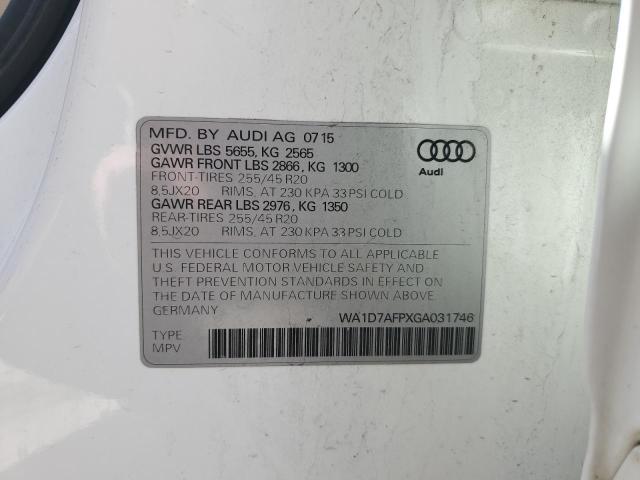 MFD. BY AUDI AG 07 15
GVWR LBS 5655, KG 2565
GAWR FRONT LBS 2866, KG 1300
FRONT-TIRES 255/45 R20
8,5JX20 RIMS, AT 230 KPA 33 PSI COLD
GAWR REAR LBS 2976, KG 1350
REAR-TIRES 255/45 R20
8,5JX20 RIMS, AT 230 KPA 33 PSI COLD
Audi
THIS VEHICLE CONFORMS TO ALL APPLICABLE
U.S. FEDERAL MOTOR VEHICLE SAFETY AND
THEFT PREVENTION STANDARDS IN EFFECT ON
THE DATE OF MANUFACTURE SHOWN ABOVE
GERMANY WA1D7AFPXGA031746
TYPE
MPV